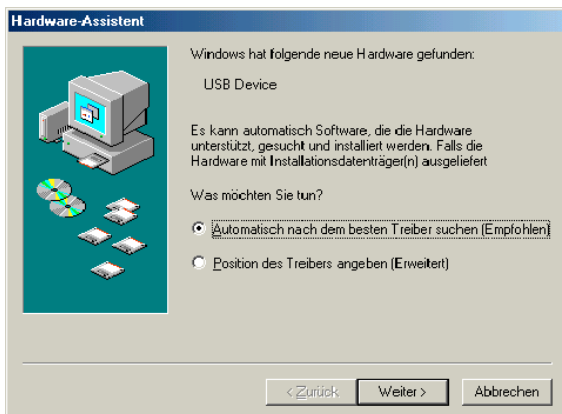 Hardware-Assistent
Windows hat folgende neue Hardware gefunden:
USB Device
Es kann automatisch Software, die die Hardware
unterstützt, gesucht und installiert werden. Falls die
Hardware mit Installationsdatenträger(n) ausgeliefert
Was möchten Sie tun?
Automatisch nach dem besten Treiber suchen (Empfohlen)
Position des Treibers angeben (Erweitert)
< Zurück Weiter > Abbrechen